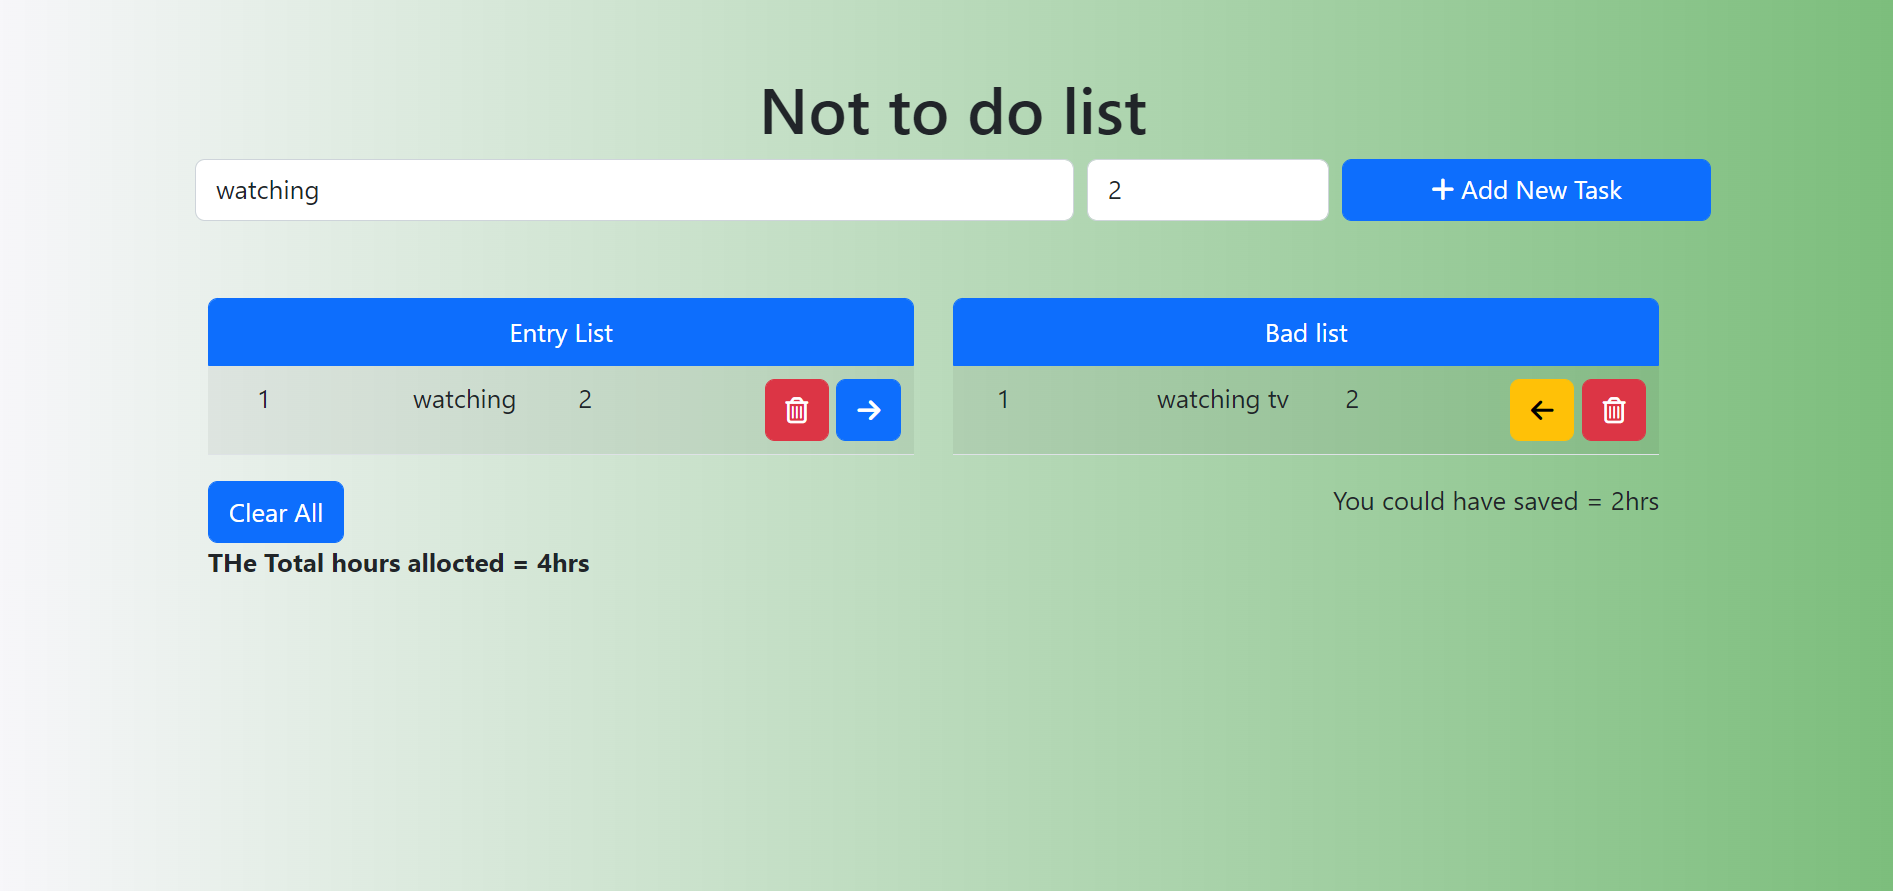 Not to do list
watching 2 Add New Task
Entry List
1 watching 2
Clear All
THe Total hours allocted = 4hrs
Bad list
1 watching tv 2
You could have saved = 2hrs